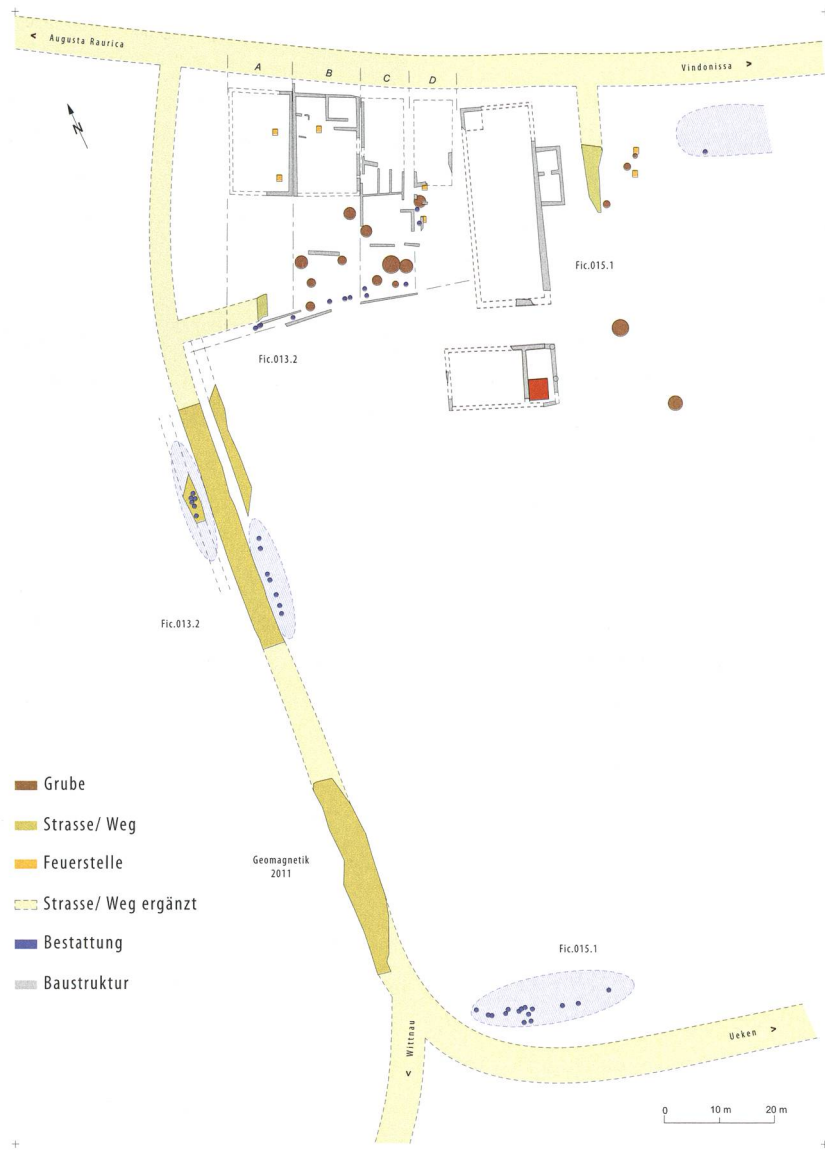 < Augusta Raurica
Vindonissa >
A B C D
N
Fic.015.1
Fic.013.2
Fic.013.2
Grube
Strasse/ Weg
Feuerstelle
Strasse/ Weg ergänzt
Bestattung
Baustruktur
Geomagnetik
2011
Fic.015.1
< Wittnau
Ueken >
0 10 m 20 m